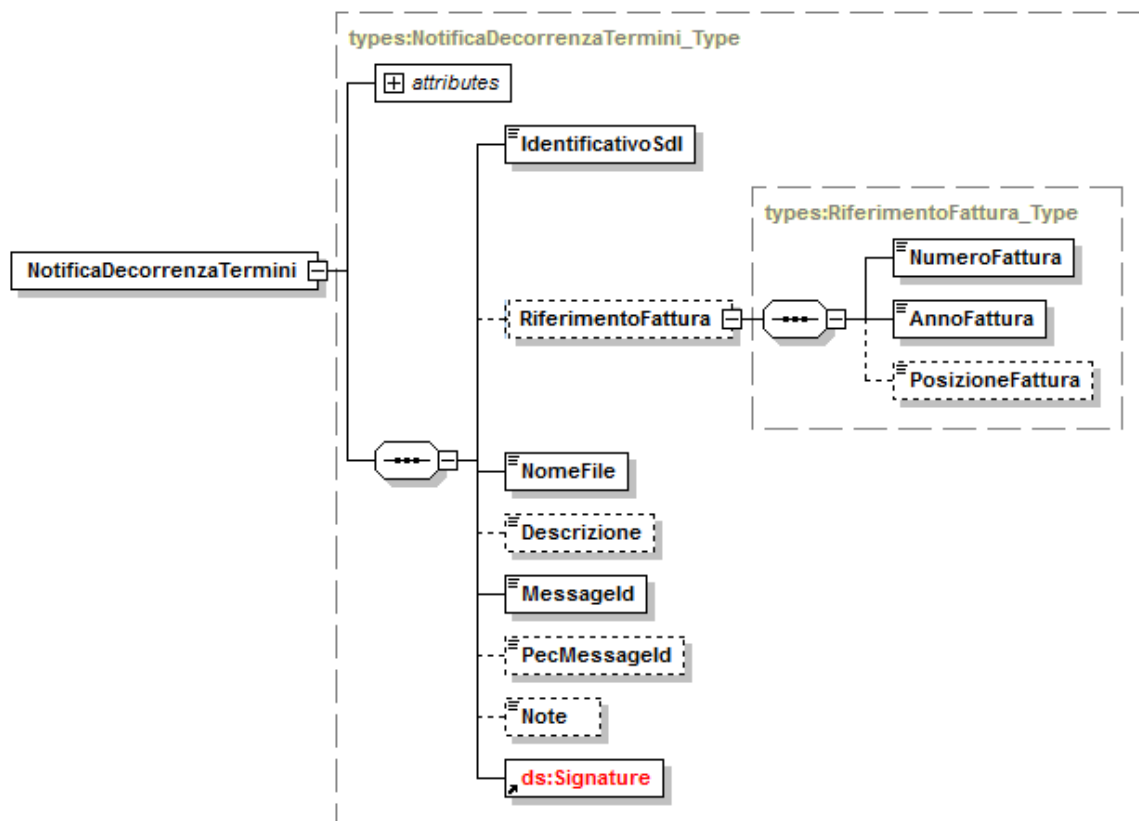 types:NotificaDecorrenzaTermini_Type
attributes
IdentificativoSdI
types:RiferimentoFattura_Type
NumeroFattura
NotificaDecorrenzaTermini
RiferimentoFattura
AnnoFattura
PosizioneFattura
NomeFile
Descrizione
MessageId
PecMessageId
Note
ds:Signature